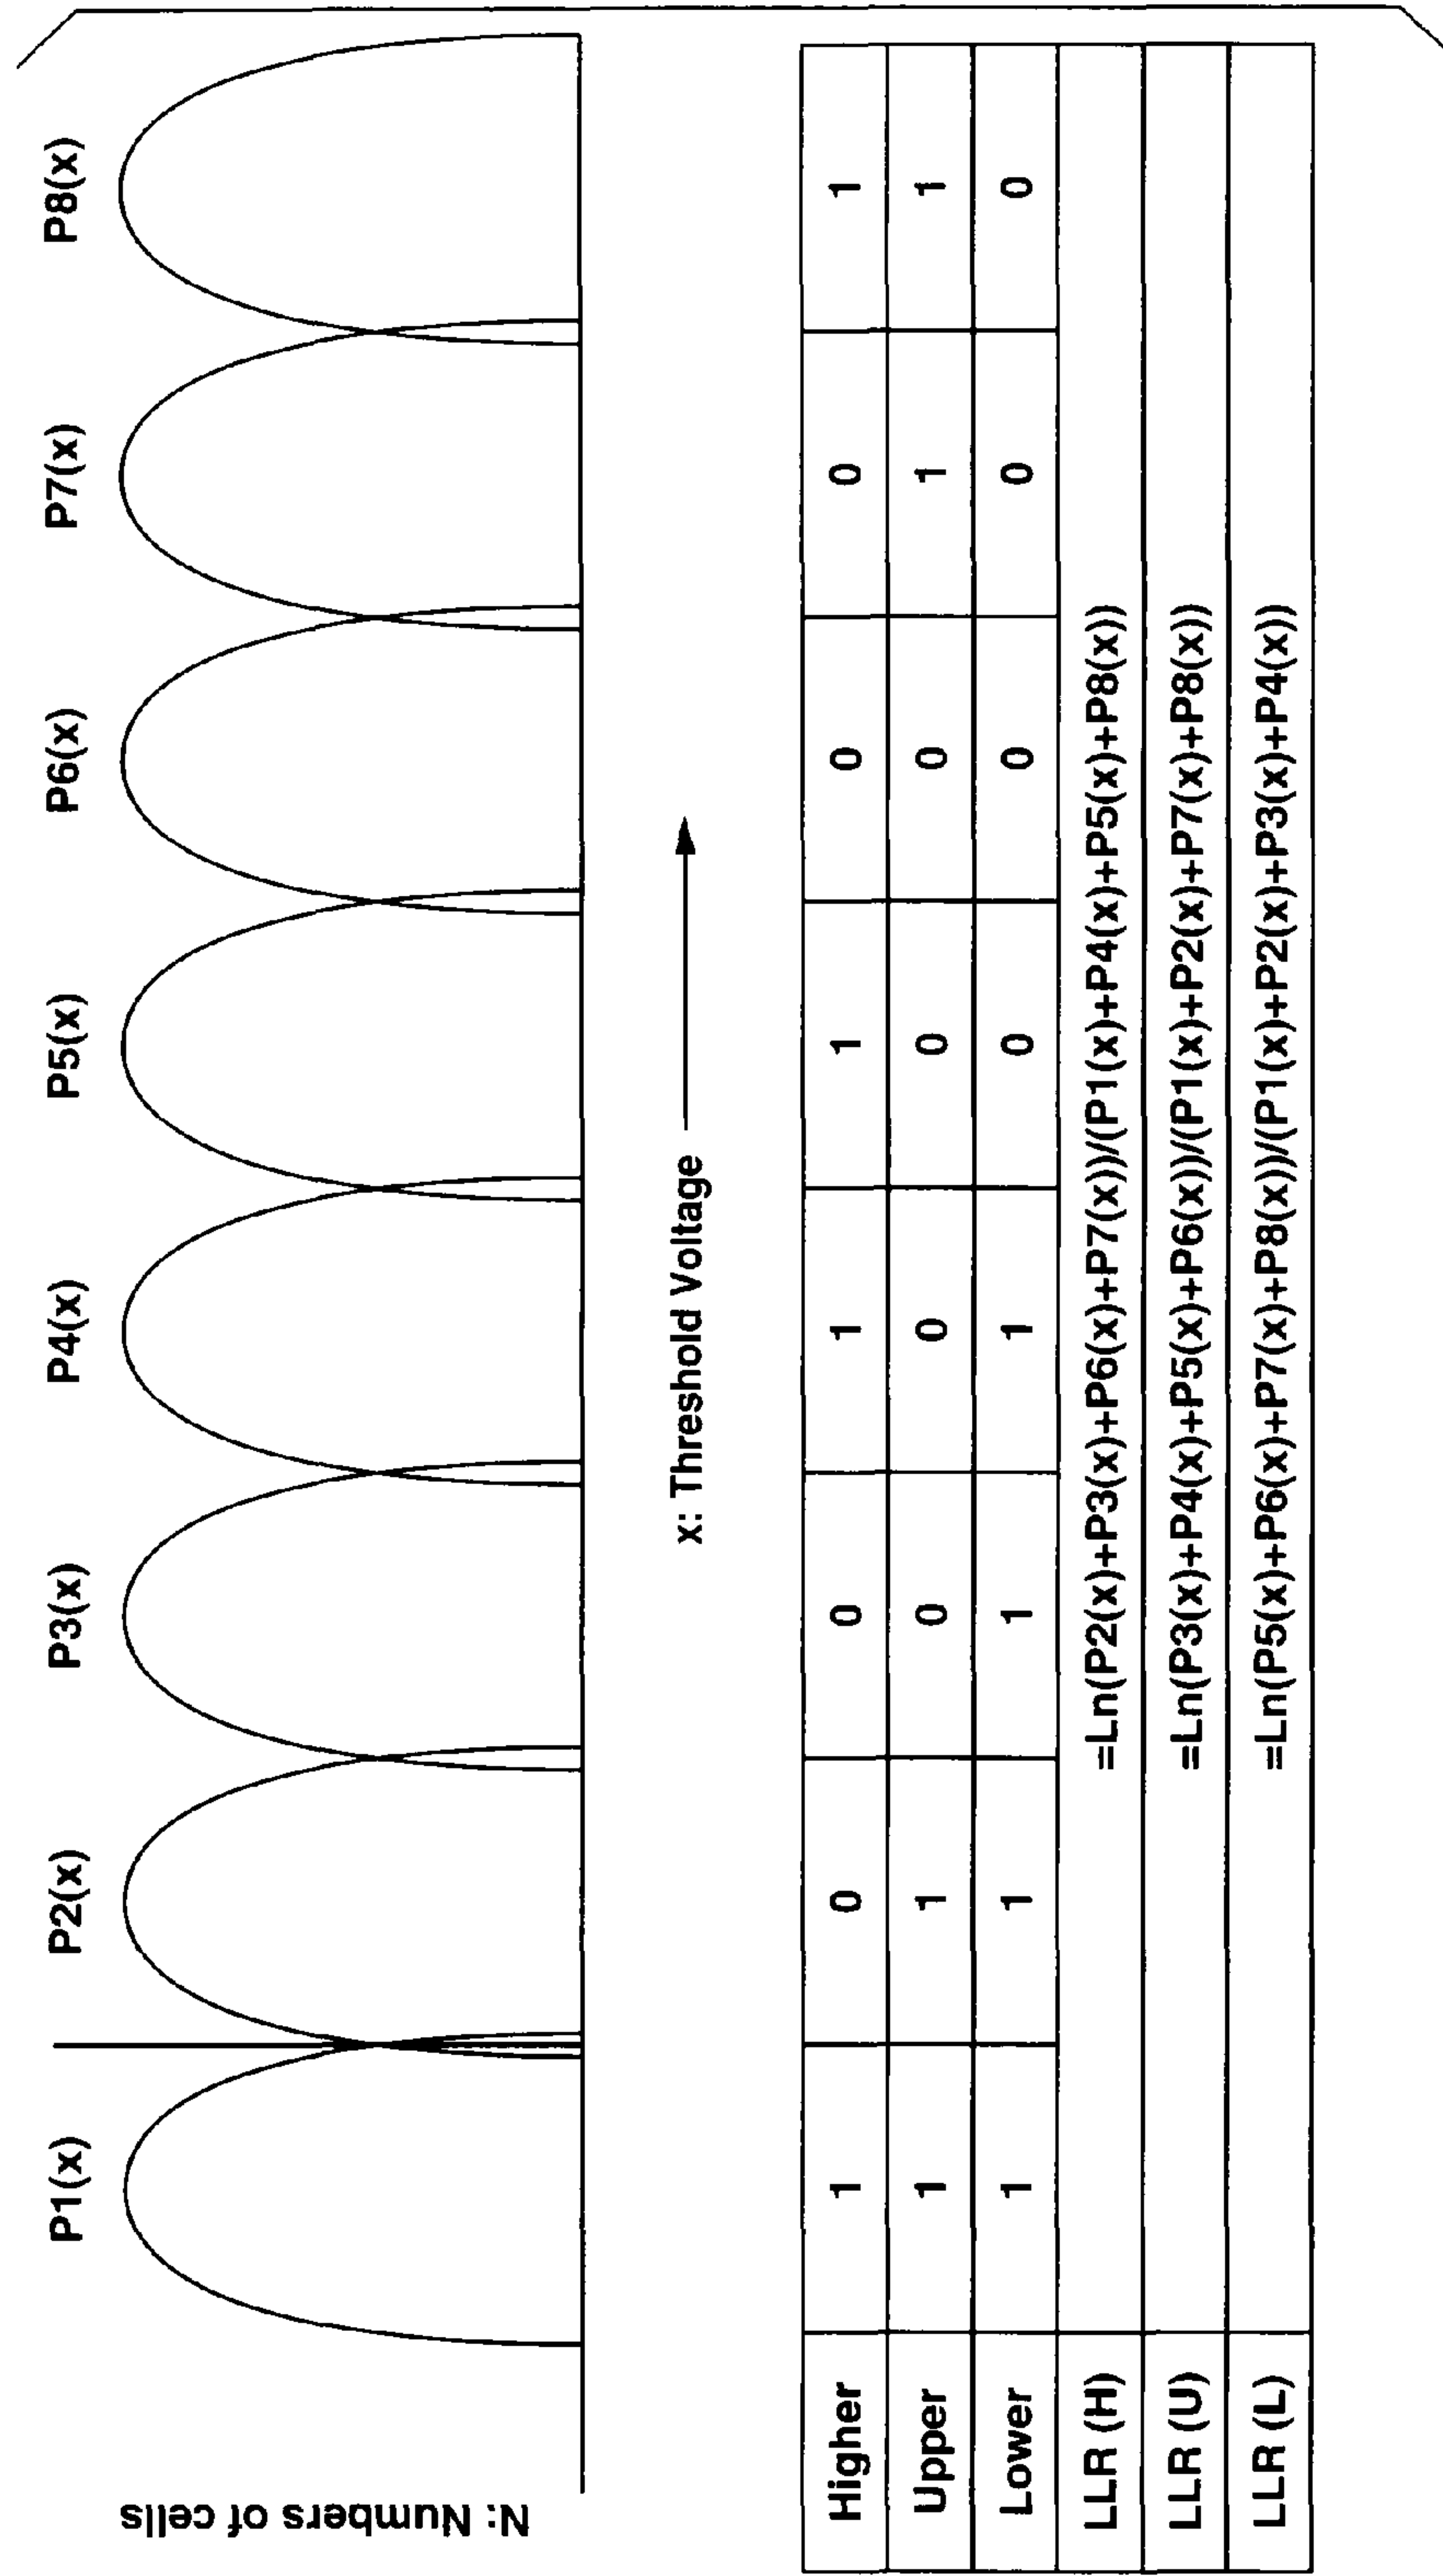 P1(x) P2(x) P3(x) P4(x) P5(x) P6(x) P7(x) P8(x)
N: Numbers of cells
x: Threshold Voltage
Higher 1 0 0 1 1 0 0 1
Upper 1 1 0 0 0 0 1 1
Lower 1 1 1 1 0 0 0 0
LLR (H) =Ln(P2(x)+P3(x)+P6(x)+P7(x))/(P1(x)+P4(x)+P5(x)+P8(x))
LLR (U) =Ln(P3(x)+P4(x)+P5(x)+P6(x))/(P1(x)+P2(x)+P7(x)+P8(x))
LLR (L) =Ln(P5(x)+P6(x)+P7(x)+P8(x))/(P1(x)+P2(x)+P3(x)+P4(x))